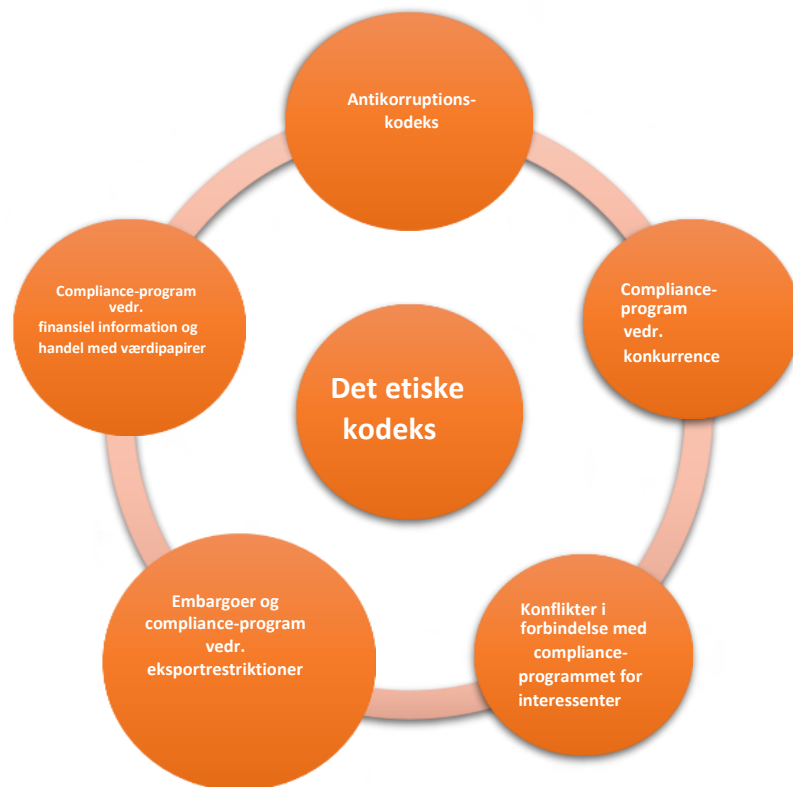 Antikorruptions-
kodeks
Compliance-program
vedr.
finansiel information og
handel med værdipapirer
Compliance-
program
vedr.
konkurrence
Det etiske
kodeks
Embargoer og
compliance-program
vedr.
eksportrestriktioner
Konflikter i
forbindelse med
compliance-
programmet for
interessenter